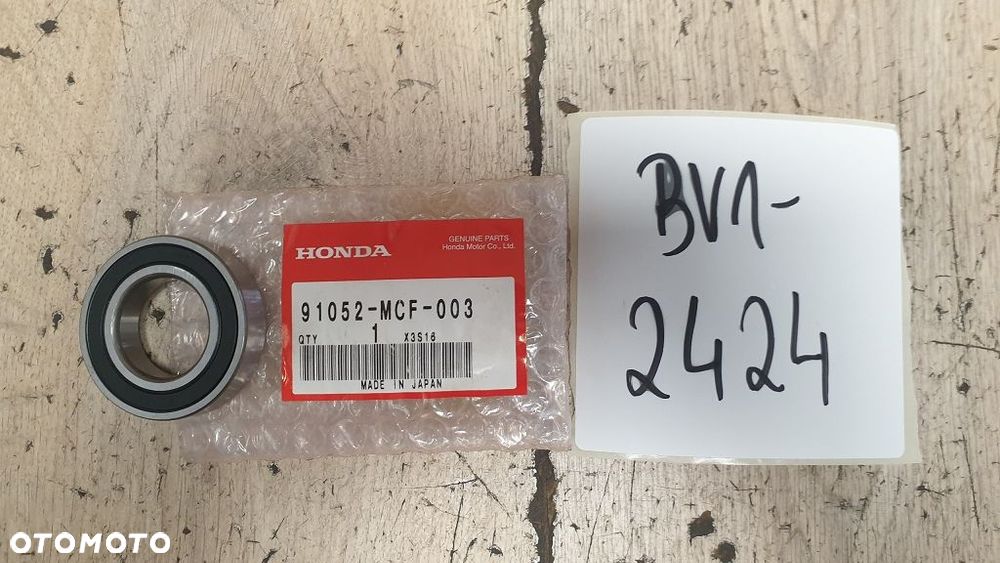 HONDA
GENUINE PARTS
Honda Motor Co., Ltd.
91052-MCF-003
QTY 1 X3S16
MADE IN JAPAN
BV1-
2424
OTOMOTO